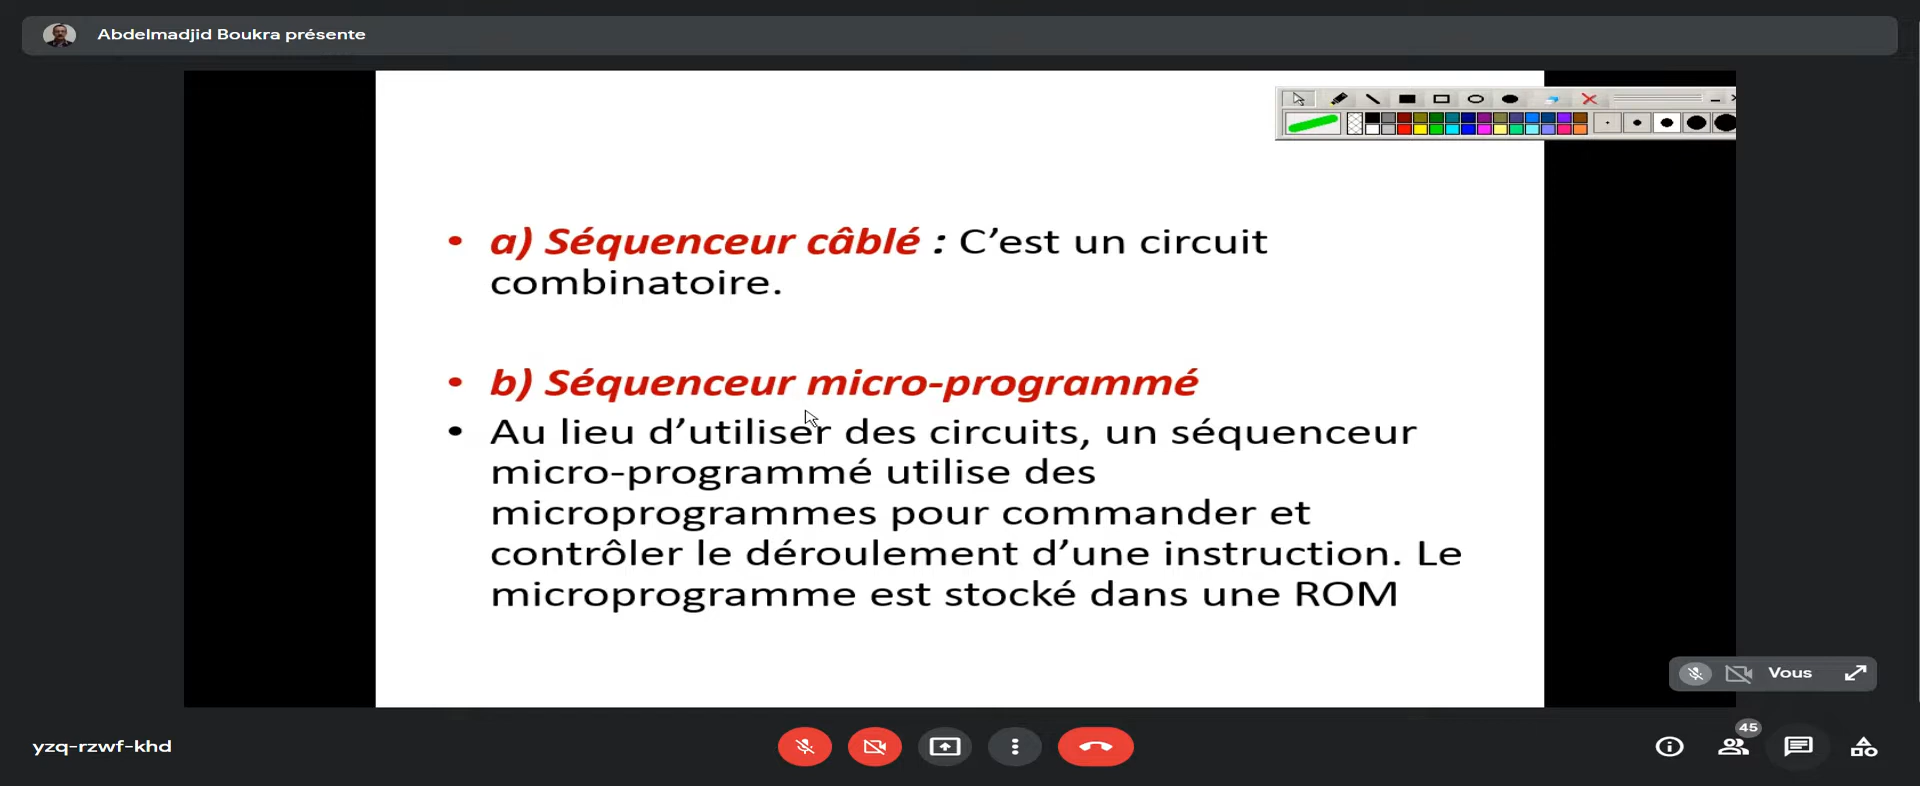 Abdelmadjid Boukra présente
• a) Séquenceur câblé : C’est un circuit
combinatoire.
• b) Séquenceur micro-programmé
• Au lieu d’utiliser des circuits, un séquenceur
micro-programmé utilise des
microprogrammes pour commander et
contrôler le déroulement d’une instruction. Le
microprogramme est stocké dans une ROM
Vous
yzq-rzwf-khd
45